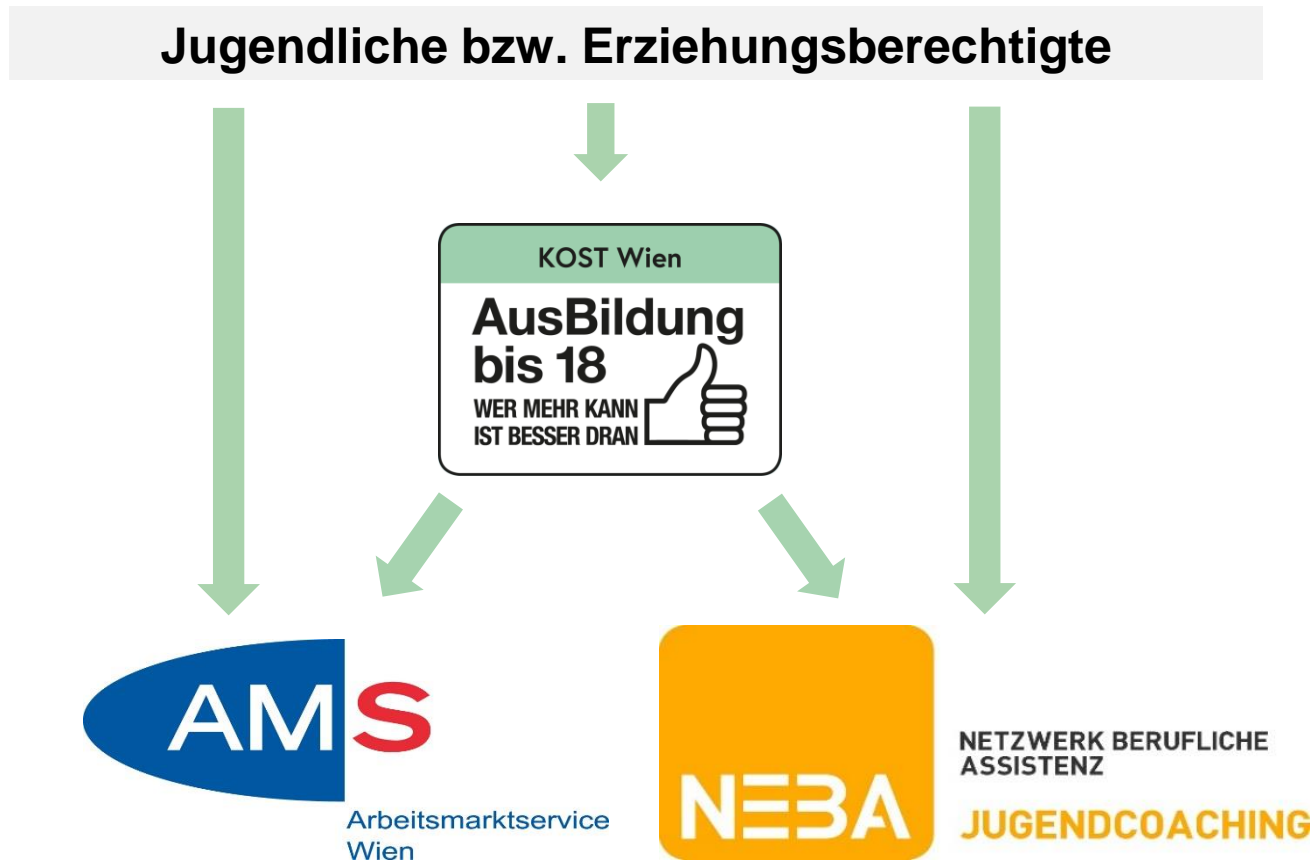 Jugendliche bzw. Erziehungsberechtigte
KOST Wien
AusBildung
bis 18
WER MEHR KANN
IST BESSER DRAN
AMS
Arbeitsmarktservice
Wien
NEBA
NETZWERK BERUFLICHE
ASSISTENZ
JUGENDCOACHING